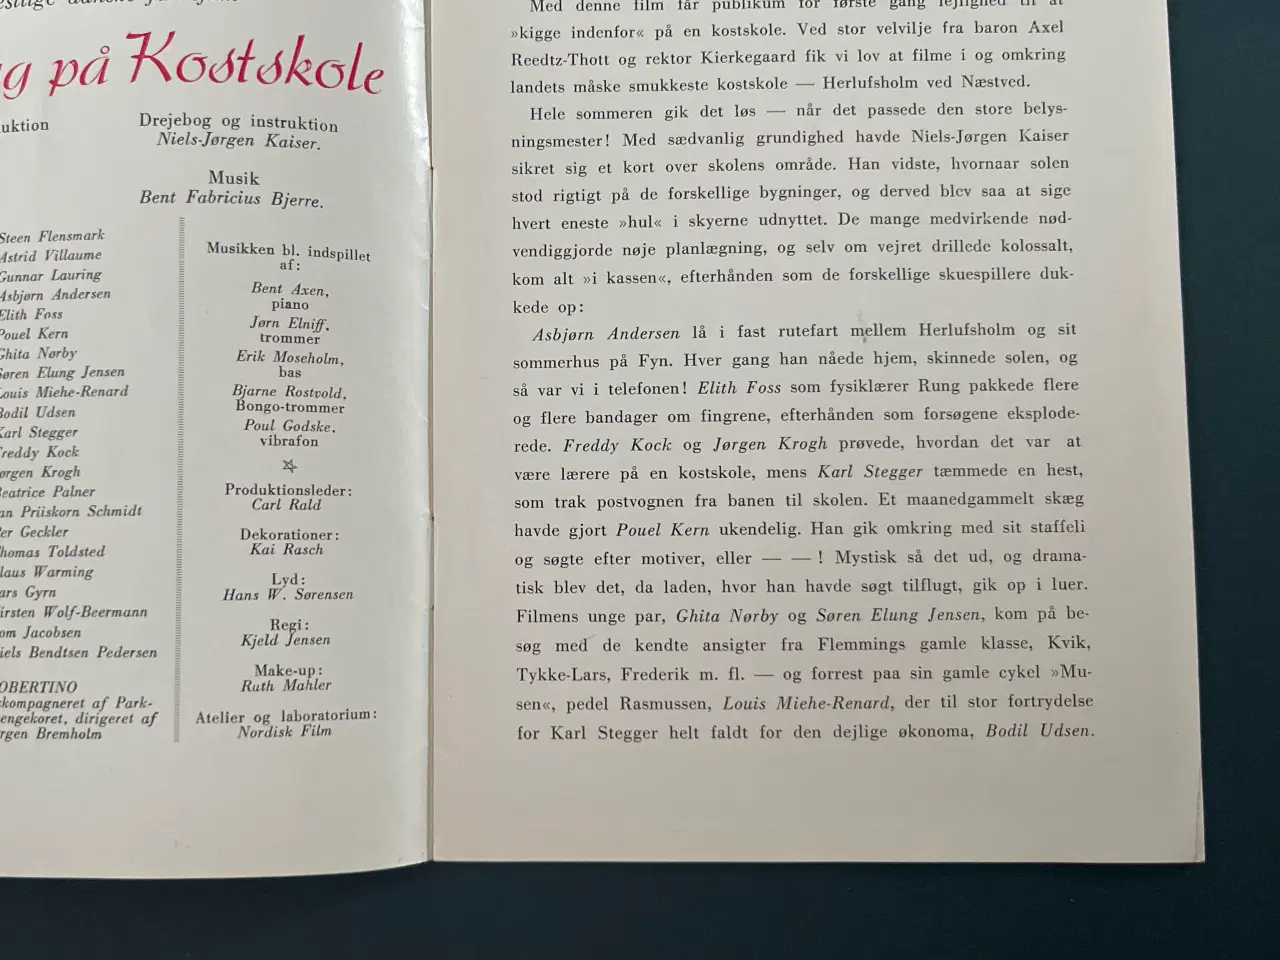 på Kostskole
Drejebog og instruktion
Niels-Jørgen Kaiser.
Musik
Bent Fabricius Bjerre.
Steen Flensmark
Astrid Villaume
Gunnar Lauring
Asbjørn Andersen
Elith Foss
Pouel Kern
Ghita Nørby
Søren Elung Jensen
Louis Miehe-Renard
Bodil Udsen
Karl Stegger
Freddy Kock
ørgen Krogh
eatrice Palner
an Priiskorn Schmidt
er Geckler
homas Toldsted
laus Warming
ars Gyrn
irsten Wolf-Beermann
om Jacobsen
iels Bendtsen Pedersen
OBERTINO
kompagneret af Park-
engekoret, dirigeret af
rgen Bremholm
Musikken bl. indspillet
af:
Bent Axen,
piano
Jørn Elniff,
trommer
Erik Moseholm,
bas
Bjarne Rostvold,
Bongo-trommer
Poul Godske,
vibrafon
Produktionsleder:
Carl Rald
Dekorationer:
Kai Rasch
Lyd:
Hans W. Sørensen
Regi:
Kjeld Jensen
Make-up:
Ruth Mahler
Atelier og laboratorium:
Nordisk Film
Med denne film får publikum for første gang lejlighed til at
»kigge indenfor« på en kostskole. Ved stor velvilje fra baron Axel
Reedtz-Thott og rektor Kierkegaard fik vi lov at filme i og omkring
landets måske smukkeste kostskole — Herlufsholm ved Næstved.
Hele sommeren gik det løs — når det passede den store belys-
ningsmester! Med sædvanlig grundighed havde Niels-Jørgen Kaiser
sikret sig et kort over skolens område. Han vidste, hvornaar solen
stod rigtigt på de forskellige bygninger, og derved blev saa at sige
hvert eneste »hul« i skyerne udnyttet. De mange medvirkende nød-
vendiggjorde nøje planlægning, og selv om vejret drillede kolossalt,
kom alt »i kassen«, efterhånden som de forskellige skuespillere duk-
kede op:
Asbjørn Andersen lå i fast rutefart mellem Herlufsholm og sit
sommerhus på Fyn. Hver gang han nåede hjem, skinnede solen, og
så var vi i telefonen! Elith Foss som fysiklærer Rung pakkede flere
og flere bandager om fingrene, efterhånden som forsøgene eksplode-
rede. Freddy Kock og Jørgen Krogh prøvede, hvordan det var at
være lærere på en kostskole, mens Karl Stegger tæmmede en hest,
som trak postvognen fra banen til skolen. Et maanedgammelt skæg
havde gjort Pouel Kern ukendelig. Han gik omkring med sit staffeli
og søgte efter motiver, eller — — ! Mystisk så det ud, og drama-
tisk blev det, da laden, hvor han havde søgt tilflugt, gik op i luer.
Filmens unge par, Ghita Nørby og Søren Elung Jensen, kom på be-
søg med de kendte ansigter fra Flemmings gamle klasse, Kvik,
Tykke-Lars, Frederik m. fl. — og forrest paa sin gamle cykel »Mu-
sen«, pedel Rasmussen, Louis Miehe-Renard, der til stor fortrydelse
for Karl Stegger helt faldt for den dejlige økonoma, Bodil Udsen.